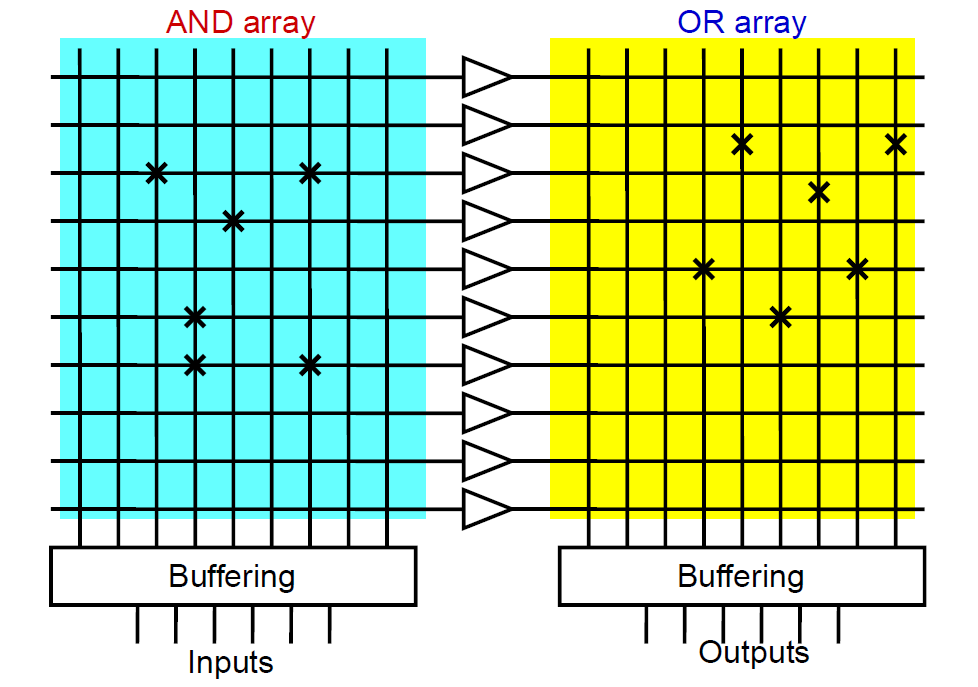 AND array
OR array
Buffering
Buffering
Inputs
Outputs